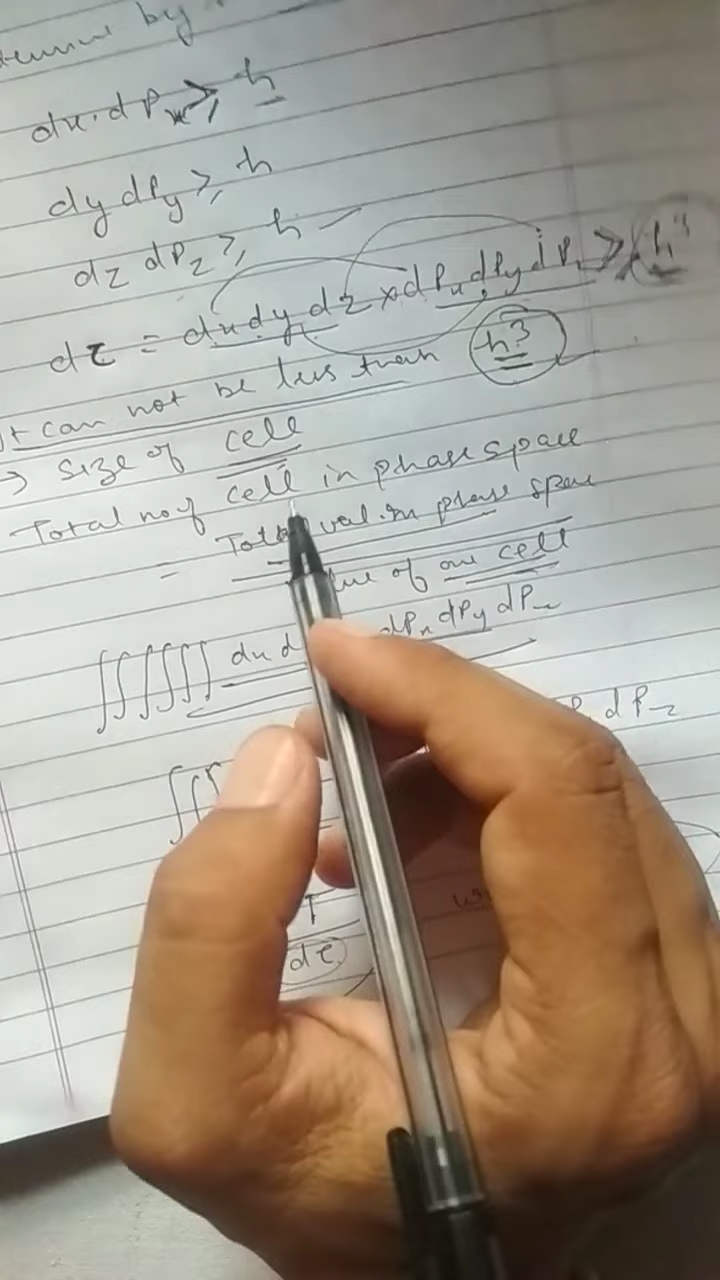 by
dx. dPx ≥ h
dy dPy ≥ h
dz dPz ≥ h
dτ = dx dy dz × dPx dPy dPz ≥ h³
h³
It can not be less than
→ Size of cell
Total no of cell in phase space
= Total vol. in phase space
of one cell
∫∫∫∫∫∫ dx d dPx dPy dPz
∫∫ dPz
dτ